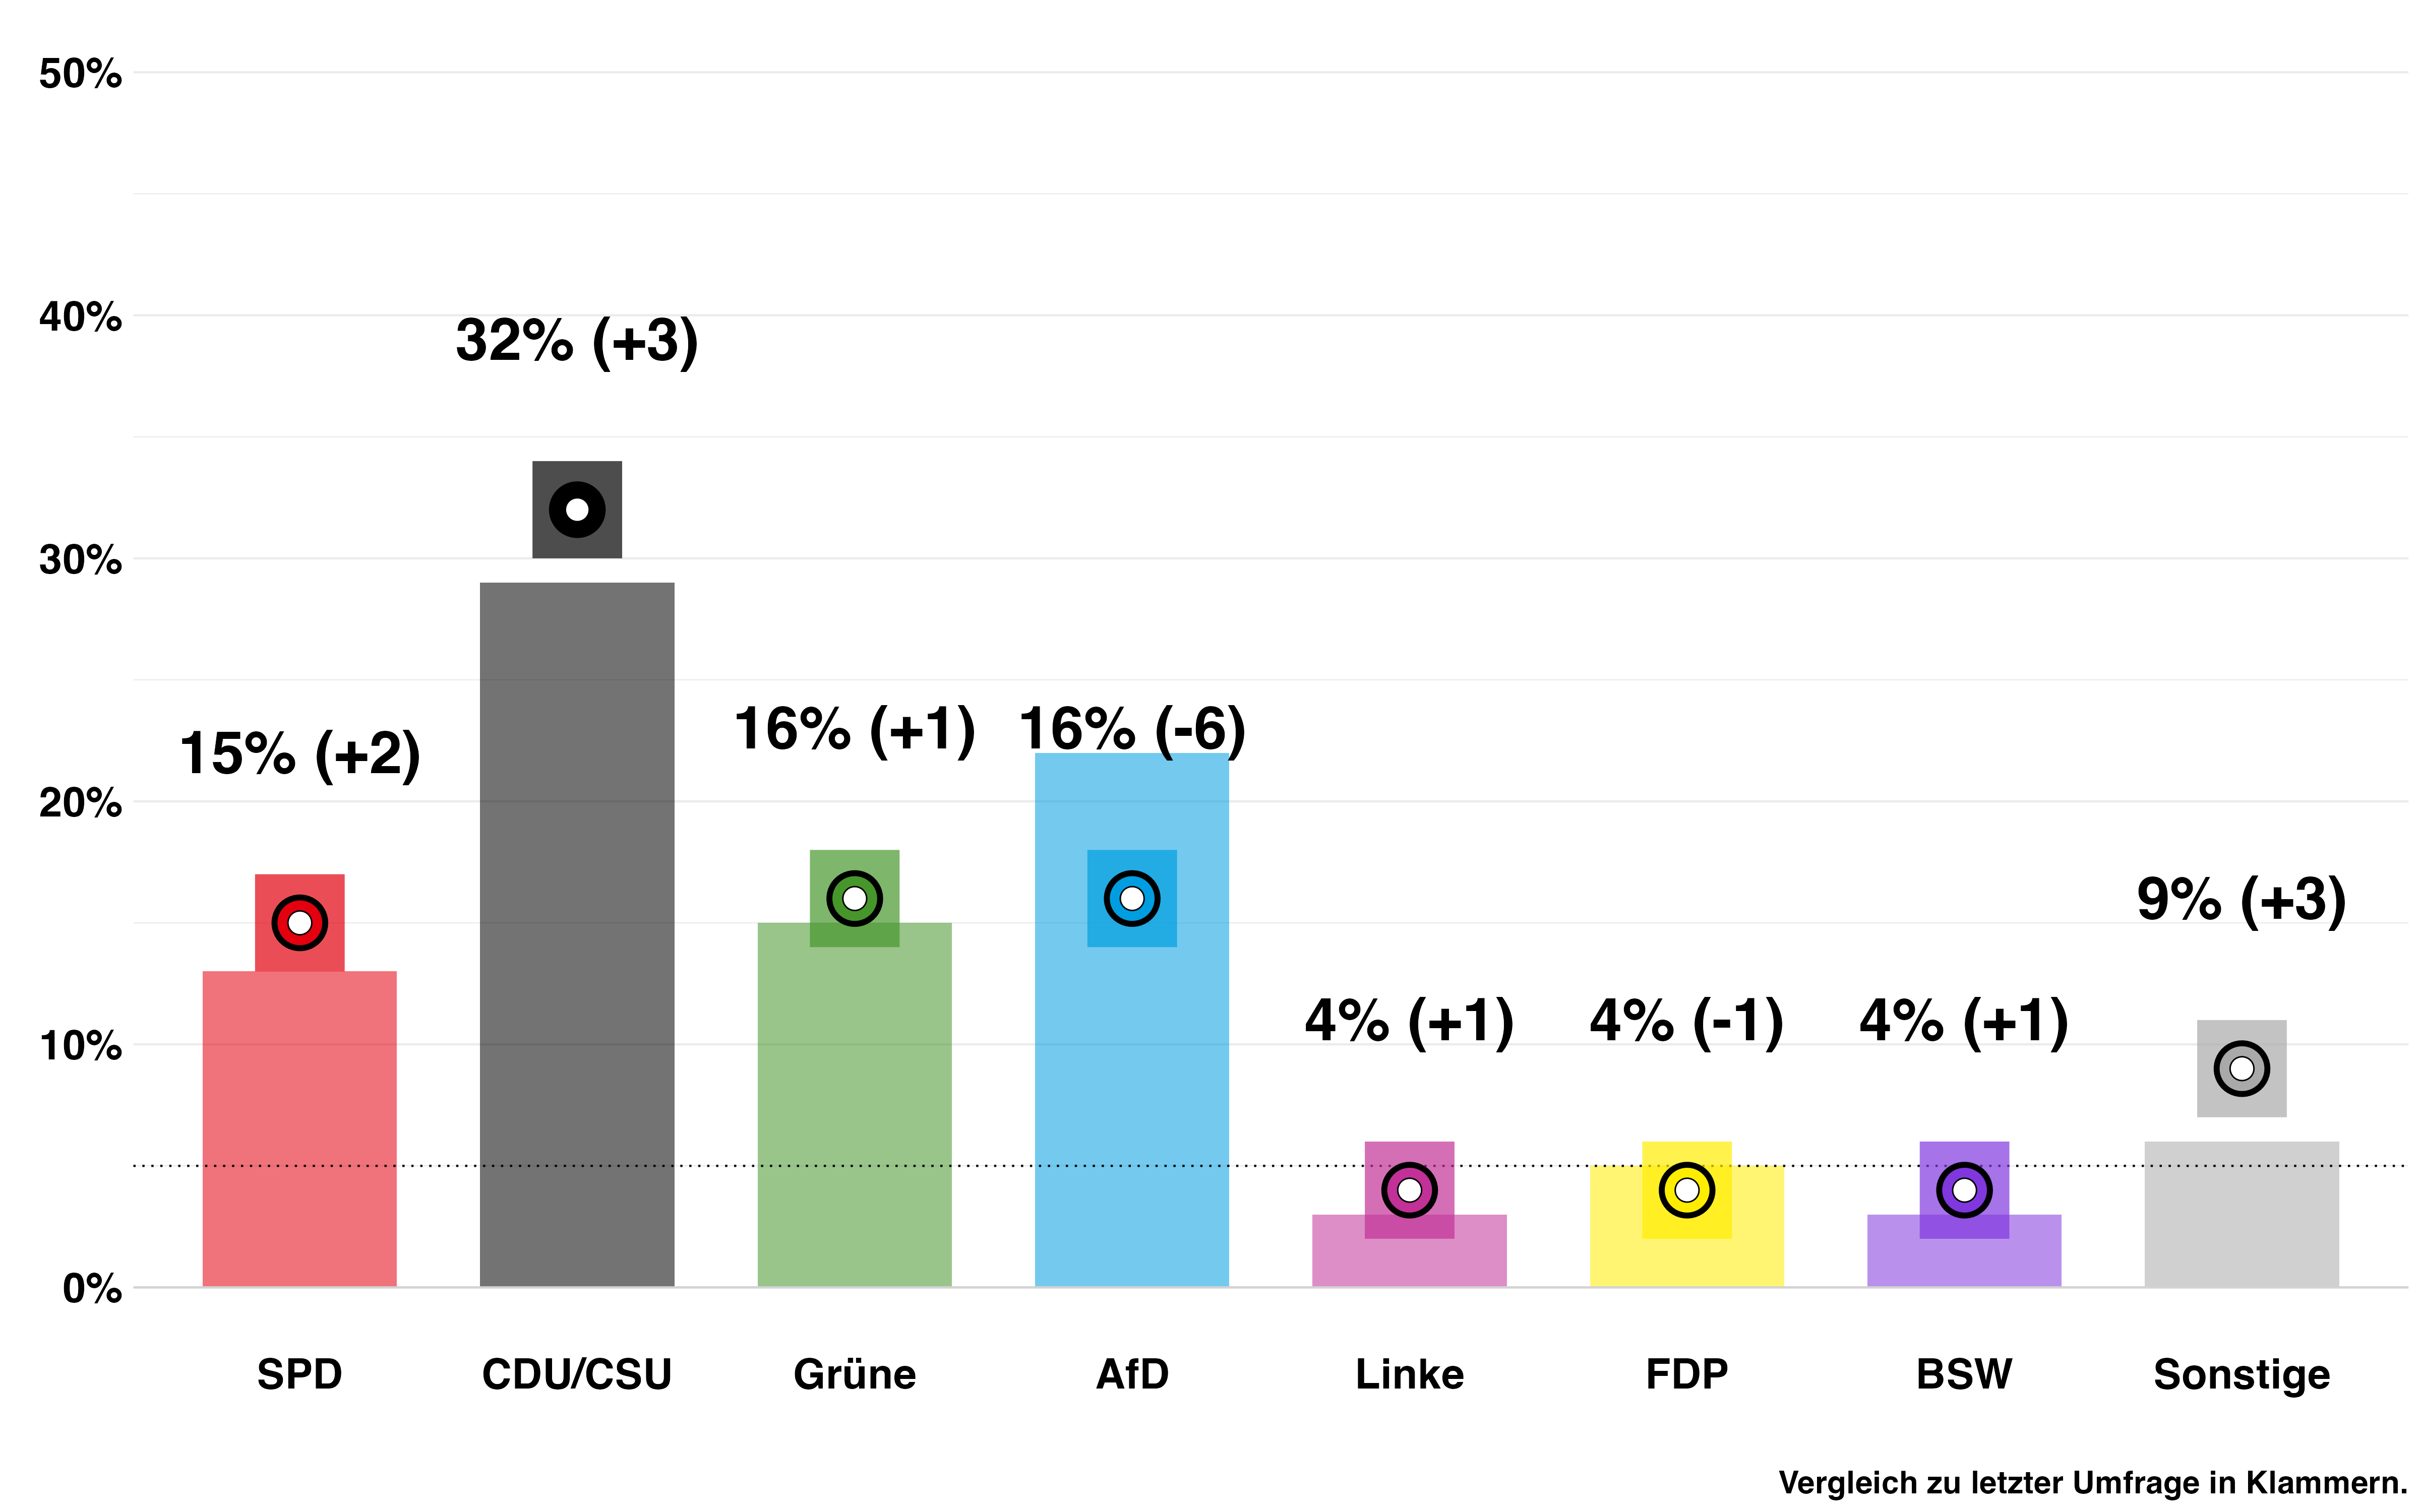 50%
40%
30%
20%
10%
0%
15% (+2)
32% (+3)
16% (+1)
16% (-6)
4% (+1)
4% (-1)
4% (+1)
9% (+3)
SPD
CDU/CSU
Grüne
AfD
Linke
FDP
BSW
Sonstige
Vergleich zu letzter Umfrage in Klammern.